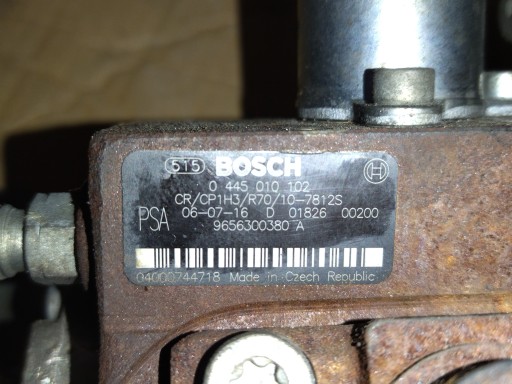 515 BOSCH
0 445 010 102
CR/CP1H3/R70/10-7812S
PSA 06-07-16 D 01826 00200
9656300380 A
04000744718 Made in Czech Republic